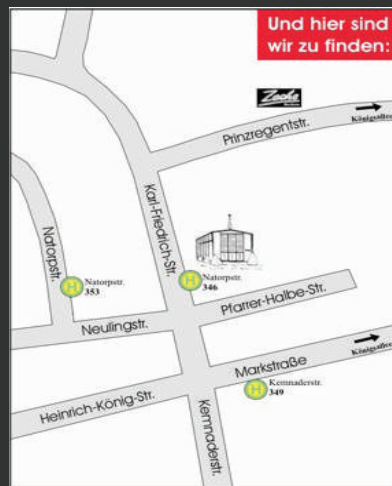 Und hier sind
wir zu finden:
Zeche
Königsallee
Prinzregentstr.
Karl-Friedrich-Str.
Natorpstr.
H
Natorpstr.
353
H
Natorpstr.
346
Pfarrer-Halbe-Str.
Neulingstr.
Königsallee
Markstraße
H
Kemnaderstr.
349
Heinrich-König-Str.
Kemnaderstr.